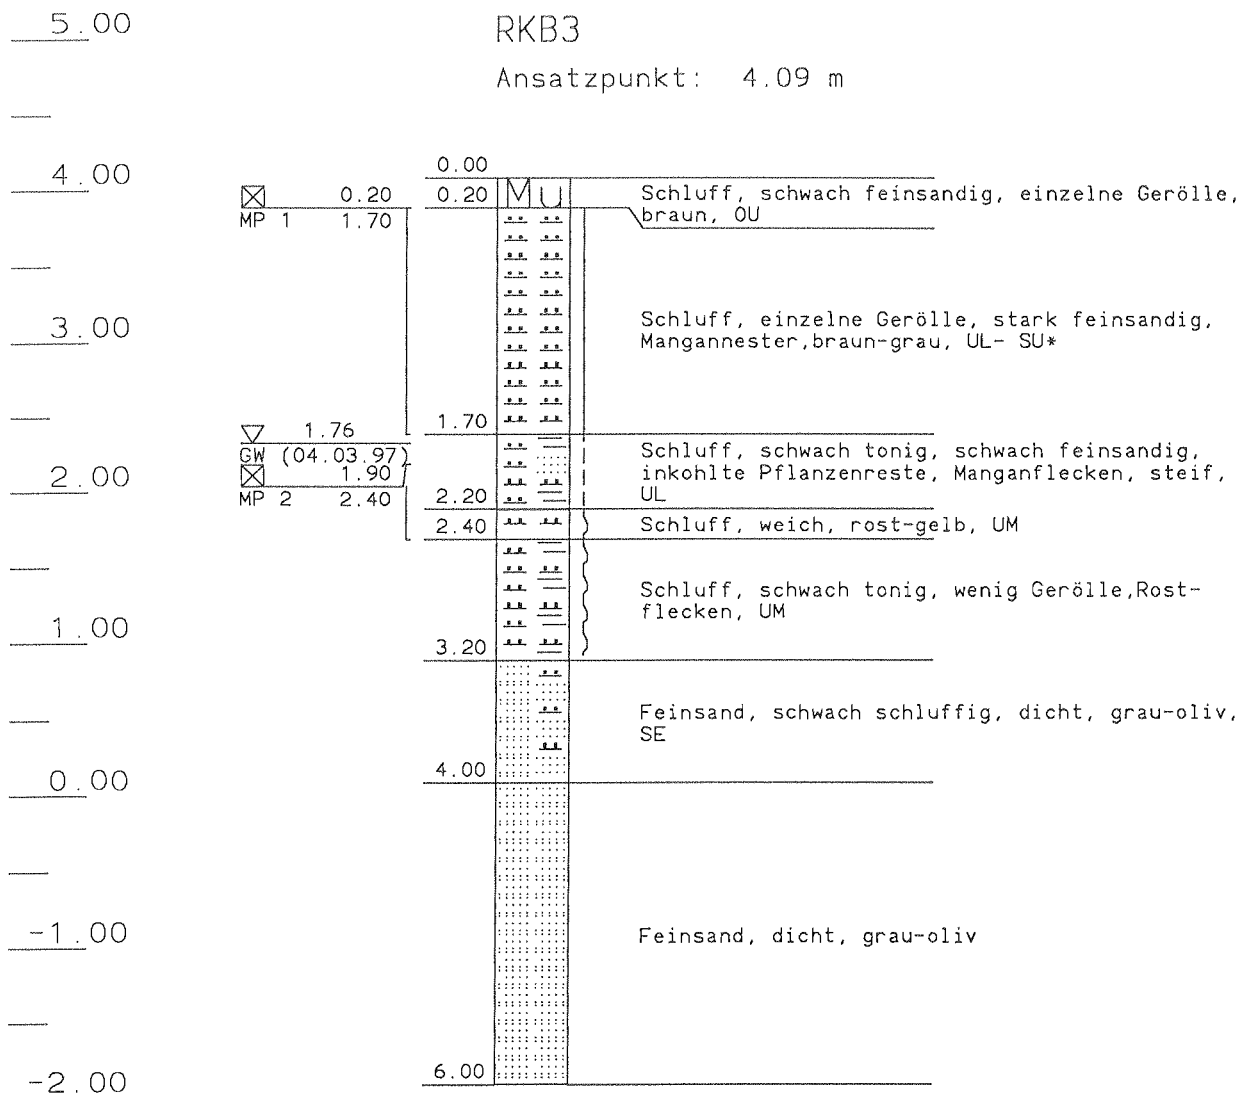 5.00
RKB3
Ansatzpunkt: 4.09 m
4.00
0.00
0.20
0.20
Mu
Schluff, schwach feinsandig, einzelne Gerölle,
braun, OU
MP 1 1.70
3.00
Schluff, einzelne Gerölle, stark feinsandig,
Mangannester,braun-grau, UL- SU*
1.70
1.76
GW (04.03.97)
Schluff, schwach tonig, schwach feinsandig,
inkohlte Pflanzenreste, Manganflecken, steif,
UL
1.90
2.00
MP 2 2.40
2.20
2.40
Schluff, weich, rost-gelb, UM
Schluff, schwach tonig, wenig Gerölle,Rost-
flecken, UM
1.00
3.20
Feinsand, schwach schluffig, dicht, grau-oliv,
SE
4.00
0.00
-1.00
Feinsand, dicht, grau-oliv
6.00
-2.00